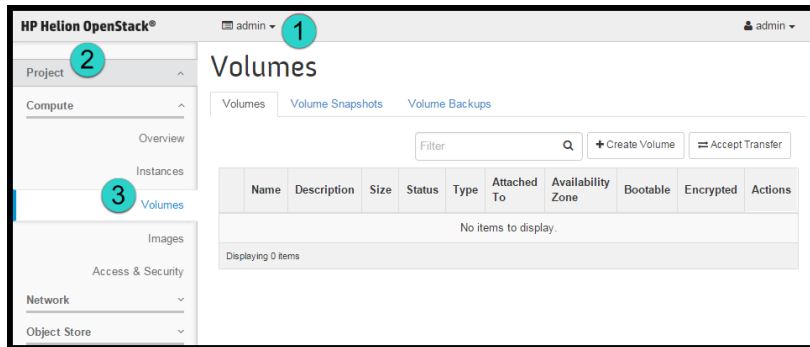 HP Helion OpenStack®
admin
1
admin
2
Project
Compute
Overview
Instances
3
Volumes
Images
Access & Security
Network
Object Store
Volumes
Volumes Volume Snapshots Volume Backups
Filter
+Create Volume
Accept Transfer
Name Description Size Status Type Attached To Availability Zone Bootable Encrypted Actions
No items to display.
Displaying 0 items